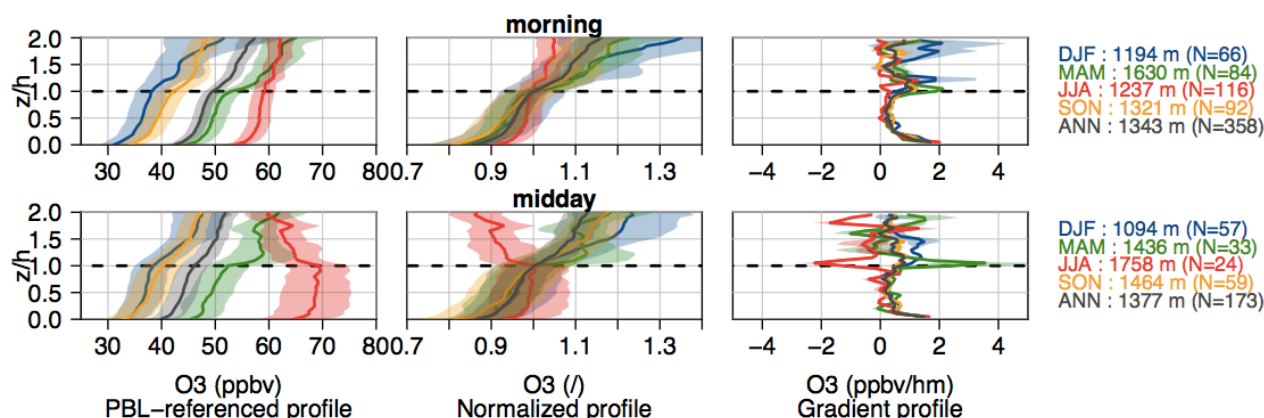 morning
2.0
1.5
1.0
0.5
0.0
z/h
30 40 50 60 70 800.7 0.9 1.1 1.3 −4 −2 0 2 4
DJF : 1194 m (N=66)
MAM : 1630 m (N=84)
JJA : 1237 m (N=116)
SON : 1321 m (N=92)
ANN : 1343 m (N=358)
midday
2.0
1.5
1.0
0.5
0.0
z/h
30 40 50 60 70 800.7 0.9 1.1 1.3 −4 −2 0 2 4
DJF : 1094 m (N=57)
MAM : 1436 m (N=33)
JJA : 1758 m (N=24)
SON : 1464 m (N=59)
ANN : 1377 m (N=173)
O3 (ppbv) O3 (/) O3 (ppbv/hm)
PBL−referenced profile Normalized profile Gradient profile